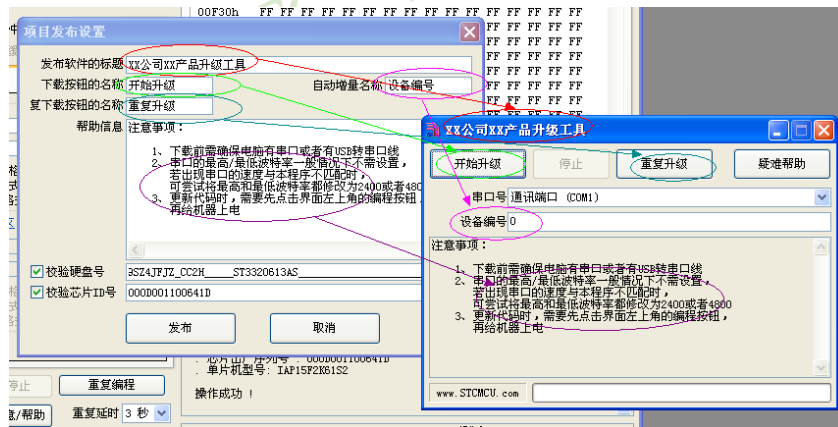 00F30h FF FF FF FF FF FF FF FF FF FF FF FF FF FF FF FF
项目发布设置
FF FF FF FF FF
FF FF FF FF FF
发布软件的标题 XX公司XX产品升级工具
下载按钮的名称 开始升级 自动增量名称 设备编号
复下载按钮的名称 重复升级
帮助信息 注意事项:
1、下载前需确保电脑有串口或者有USB转串口线
2、串口的最高/最低波特率一般情况下不需设置,
若出现串口的速度与本程序不匹配时,
可尝试将最高和最低波特率都修改为2400或者480
3、更新代码时,需要先点击界面左上角的编程按钮,
再给机器上电
校验硬盘号
校验芯片ID号 000D001100641D
发布 取消
XX公司XX产品升级工具
开始升级 停止 重复升级 疑难帮助
串口号 通讯端口 (COM1)
设备编号 0
注意事项:
1、下载前需确保电脑有串口或者有USB转串口线
2、串口的最高/最低波特率一般情况下不需设置,
若出现串口的速度与本程序不匹配时,
可尝试将最高和最低波特率都修改为2400或者4800
3、更新代码时,需要先点击界面左上角的编程按钮,
再给机器上电
www.STCMCU.com
. 芯片出厂序列号 : 000D001100641D
. 单片机型号: IAP15F2K61S2
操作成功 !
停止 重复编程
/帮助 重复延时 3 秒